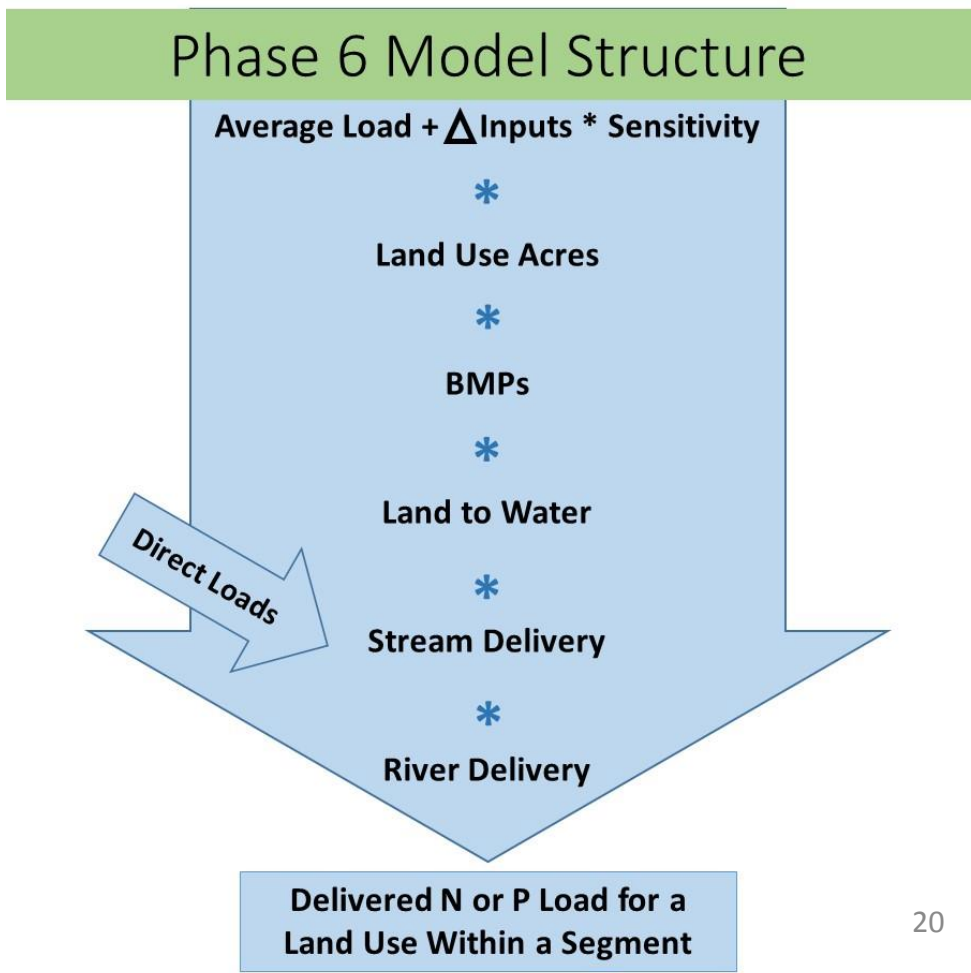 Phase 6 Model Structure
Average Load + Δ Inputs * Sensitivity
*
Land Use Acres
*
BMPs
*
Land to Water
*
Direct Loads
Stream Delivery
*
River Delivery
Delivered N or P Load for a
Land Use Within a Segment
20